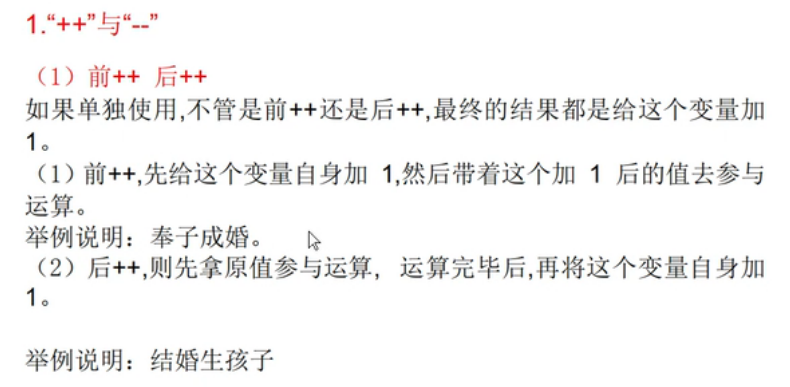 1.“++”与“--”
（1）前++ 后++
如果单独使用,不管是前++还是后++,最终的结果都是给这个变量加
1。
（1）前++,先给这个变量自身加 1,然后带着这个加 1 后的值去参与
运算。
举例说明：奉子成婚。
（2）后++,则先拿原值参与运算，运算完毕后,再将这个变量自身加
1。
举例说明：结婚生孩子